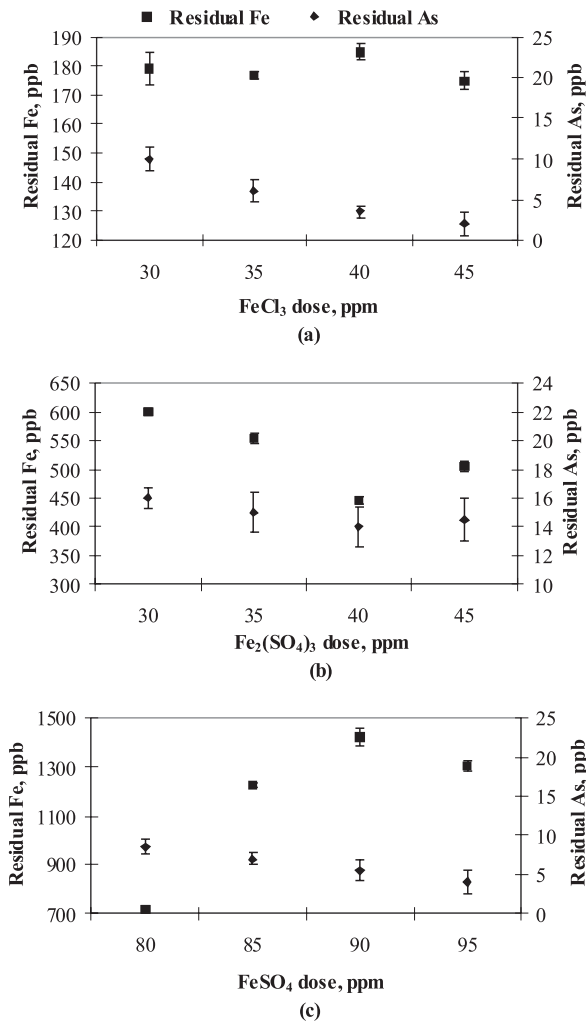 ■ Residual Fe ◆ Residual As
190
180
170
160
150
140
130
120
25
20
15
10
5
0
Residual Fe, ppb
Residual As, ppb
30 35 40 45
FeCl₃ dose, ppm
(a)
650
600
550
500
450
400
350
300
24
22
20
18
16
14
12
10
Residual Fe, ppb
Residual As, ppb
30 35 40 45
Fe₂(SO₄)₃ dose, ppm
(b)
1500
1300
1100
900
700
25
20
15
10
5
0
Residual Fe, ppb
Residual As, ppb
80 85 90 95
FeSO₄ dose, ppm
(c)